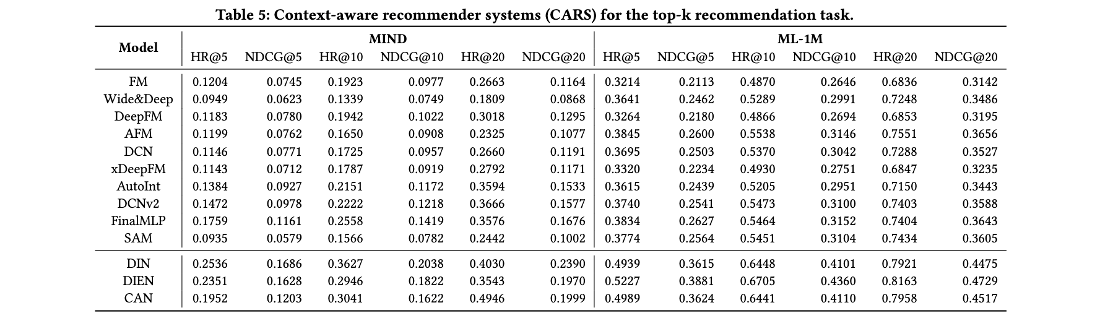 Table 5: Context-aware recommender systems (CARS) for the top-k recommendation task.
Model MIND ML-1M
HR@5 NDCG@5 HR@10 NDCG@10 HR@20 NDCG@20 HR@5 NDCG@5 HR@10 NDCG@10 HR@20 NDCG@20
FM 0.1204 0.0745 0.1923 0.0977 0.2663 0.1164 0.3214 0.2113 0.4870 0.2646 0.6836 0.3142
Wide&Deep 0.0949 0.0623 0.1339 0.0749 0.1809 0.0868 0.3641 0.2462 0.5289 0.2991 0.7248 0.3486
DeepFM 0.1183 0.0780 0.1942 0.1022 0.3018 0.1295 0.3264 0.2180 0.4866 0.2694 0.6853 0.3195
AFM 0.1199 0.0762 0.1650 0.0908 0.2325 0.1077 0.3845 0.2600 0.5538 0.3146 0.7551 0.3656
DCN 0.1146 0.0771 0.1725 0.0957 0.2660 0.1191 0.3695 0.2503 0.5370 0.3042 0.7288 0.3527
xDeepFM 0.1143 0.0712 0.1787 0.0919 0.2792 0.1171 0.3320 0.2234 0.4930 0.2751 0.6847 0.3235
AutoInt 0.1384 0.0927 0.2151 0.1172 0.3594 0.1533 0.3615 0.2439 0.5205 0.2951 0.7150 0.3443
DCNv2 0.1472 0.0978 0.2222 0.1218 0.3666 0.1577 0.3740 0.2541 0.5473 0.3100 0.7403 0.3588
FinalMLP 0.1759 0.1161 0.2558 0.1419 0.3576 0.1676 0.3834 0.2627 0.5464 0.3152 0.7404 0.3643
SAM 0.0935 0.0579 0.1566 0.0782 0.2442 0.1002 0.3774 0.2564 0.5451 0.3104 0.7434 0.3605
DIN 0.2536 0.1686 0.3627 0.2038 0.4030 0.2390 0.4939 0.3615 0.6448 0.4101 0.7921 0.4475
DIEN 0.2351 0.1628 0.2946 0.1822 0.3543 0.1970 0.5227 0.3881 0.6705 0.4360 0.8163 0.4729
CAN 0.1952 0.1203 0.3041 0.1622 0.4946 0.1999 0.4989 0.3624 0.6441 0.4110 0.7958 0.4517